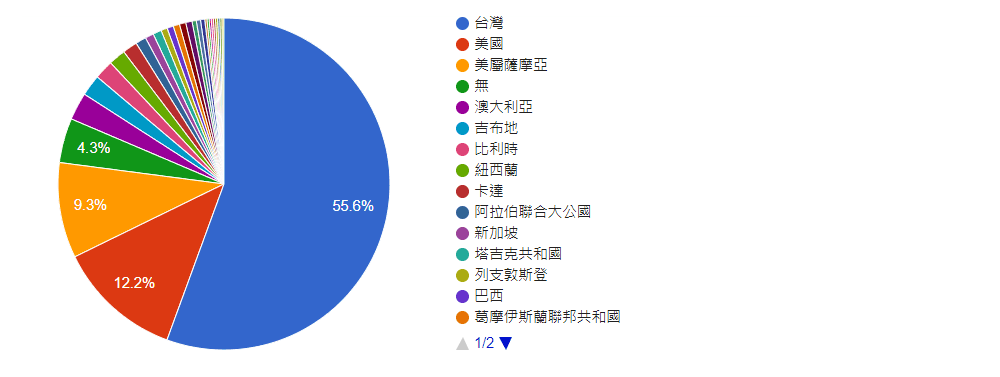 55.6%
12.2%
9.3%
4.3%
台灣
美國
美屬薩摩亞
無
澳大利亞
吉布地
比利時
紐西蘭
卡達
阿拉伯聯合大公國
新加坡
塔吉克共和國
列支敦斯登
巴西
葛摩伊斯蘭聯邦共和國
1/2